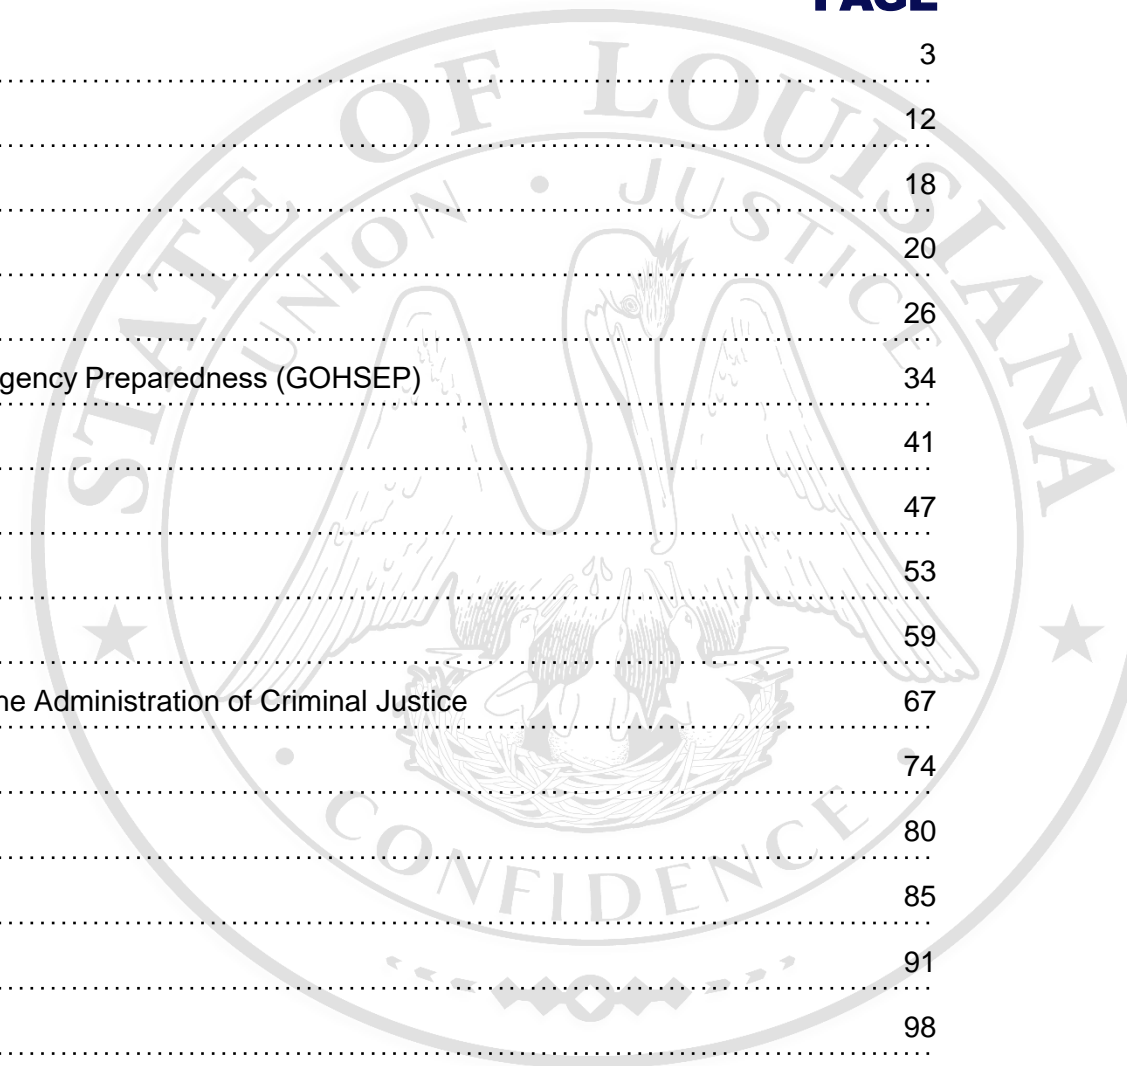 PAGE
3
12
18
20
26
gency Preparedness (GOHSEP) 34
41
47
53
59
he Administration of Criminal Justice 67
74
80
85
91
98
STATE OF LOUISIANA
UNION · JUSTICE
CONFIDENCE